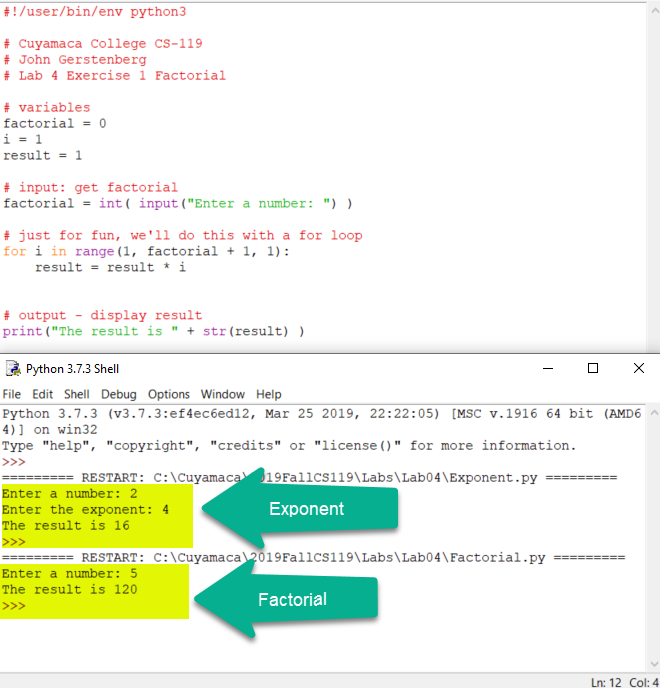 #!/user/bin/env python3
# Cuyamaca College CS-119
# John Gerstenberg
# Lab 4 Exercise 1 Factorial
# variables
factorial = 0
i = 1
result = 1
# input: get factorial
factorial = int( input("Enter a number: ") )
# just for fun, we'll do this with a for loop
for i in range(1, factorial + 1, 1):
    result = result * i
# output - display result
print("The result is " + str(result) )
Python 3.7.3 Shell
File Edit Shell Debug Options Window Help
Python 3.7.3 (v3.7.3:ef4ec6ed12, Mar 25 2019, 22:22:05) [MSC v.1916 64 bit (AMD6
4)] on win32
Type "help", "copyright", "credits" or "license()" for more information.
>>>
========= RESTART: C:\Cuyamaca\2019FallCS119\Labs\Lab04\Exponent.py =========
Enter a number: 2
Enter the exponent: 4
The result is 16
>>>
Exponent
========= RESTART: C:\Cuyamaca\2019FallCS119\Labs\Lab04\Factorial.py =========
Enter a number: 5
The result is 120
>>>
Factorial
Ln: 12 Col: 4